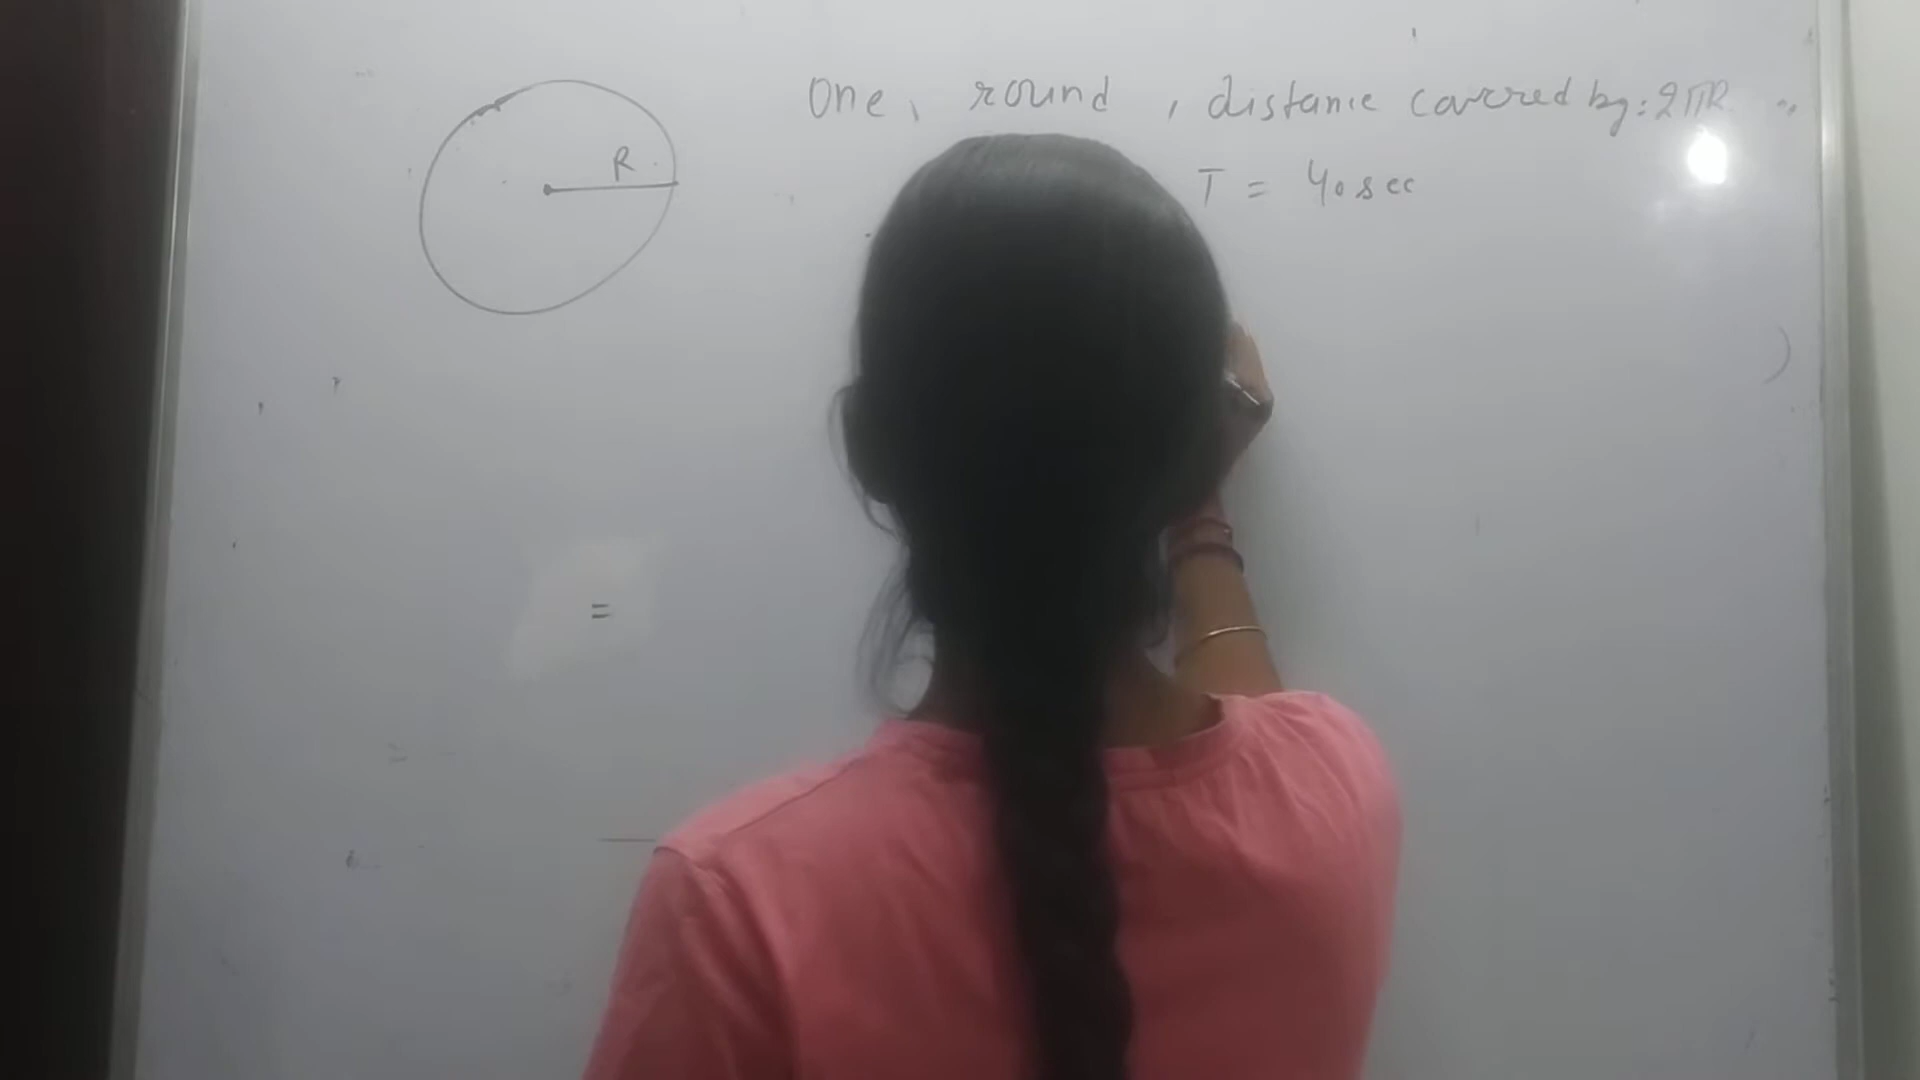 One, round, distance covered by: 2πR
T = 40 sec
R
=